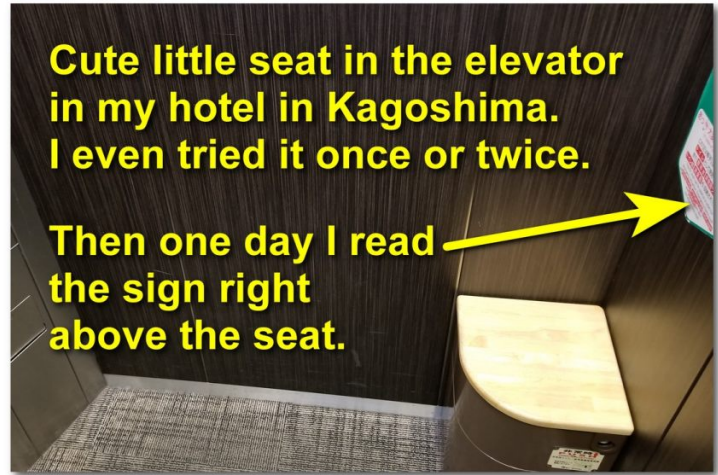 Cute little seat in the elevator
in my hotel in Kagoshima.
I even tried it once or twice.
Then one day I read
the sign right
above the seat.